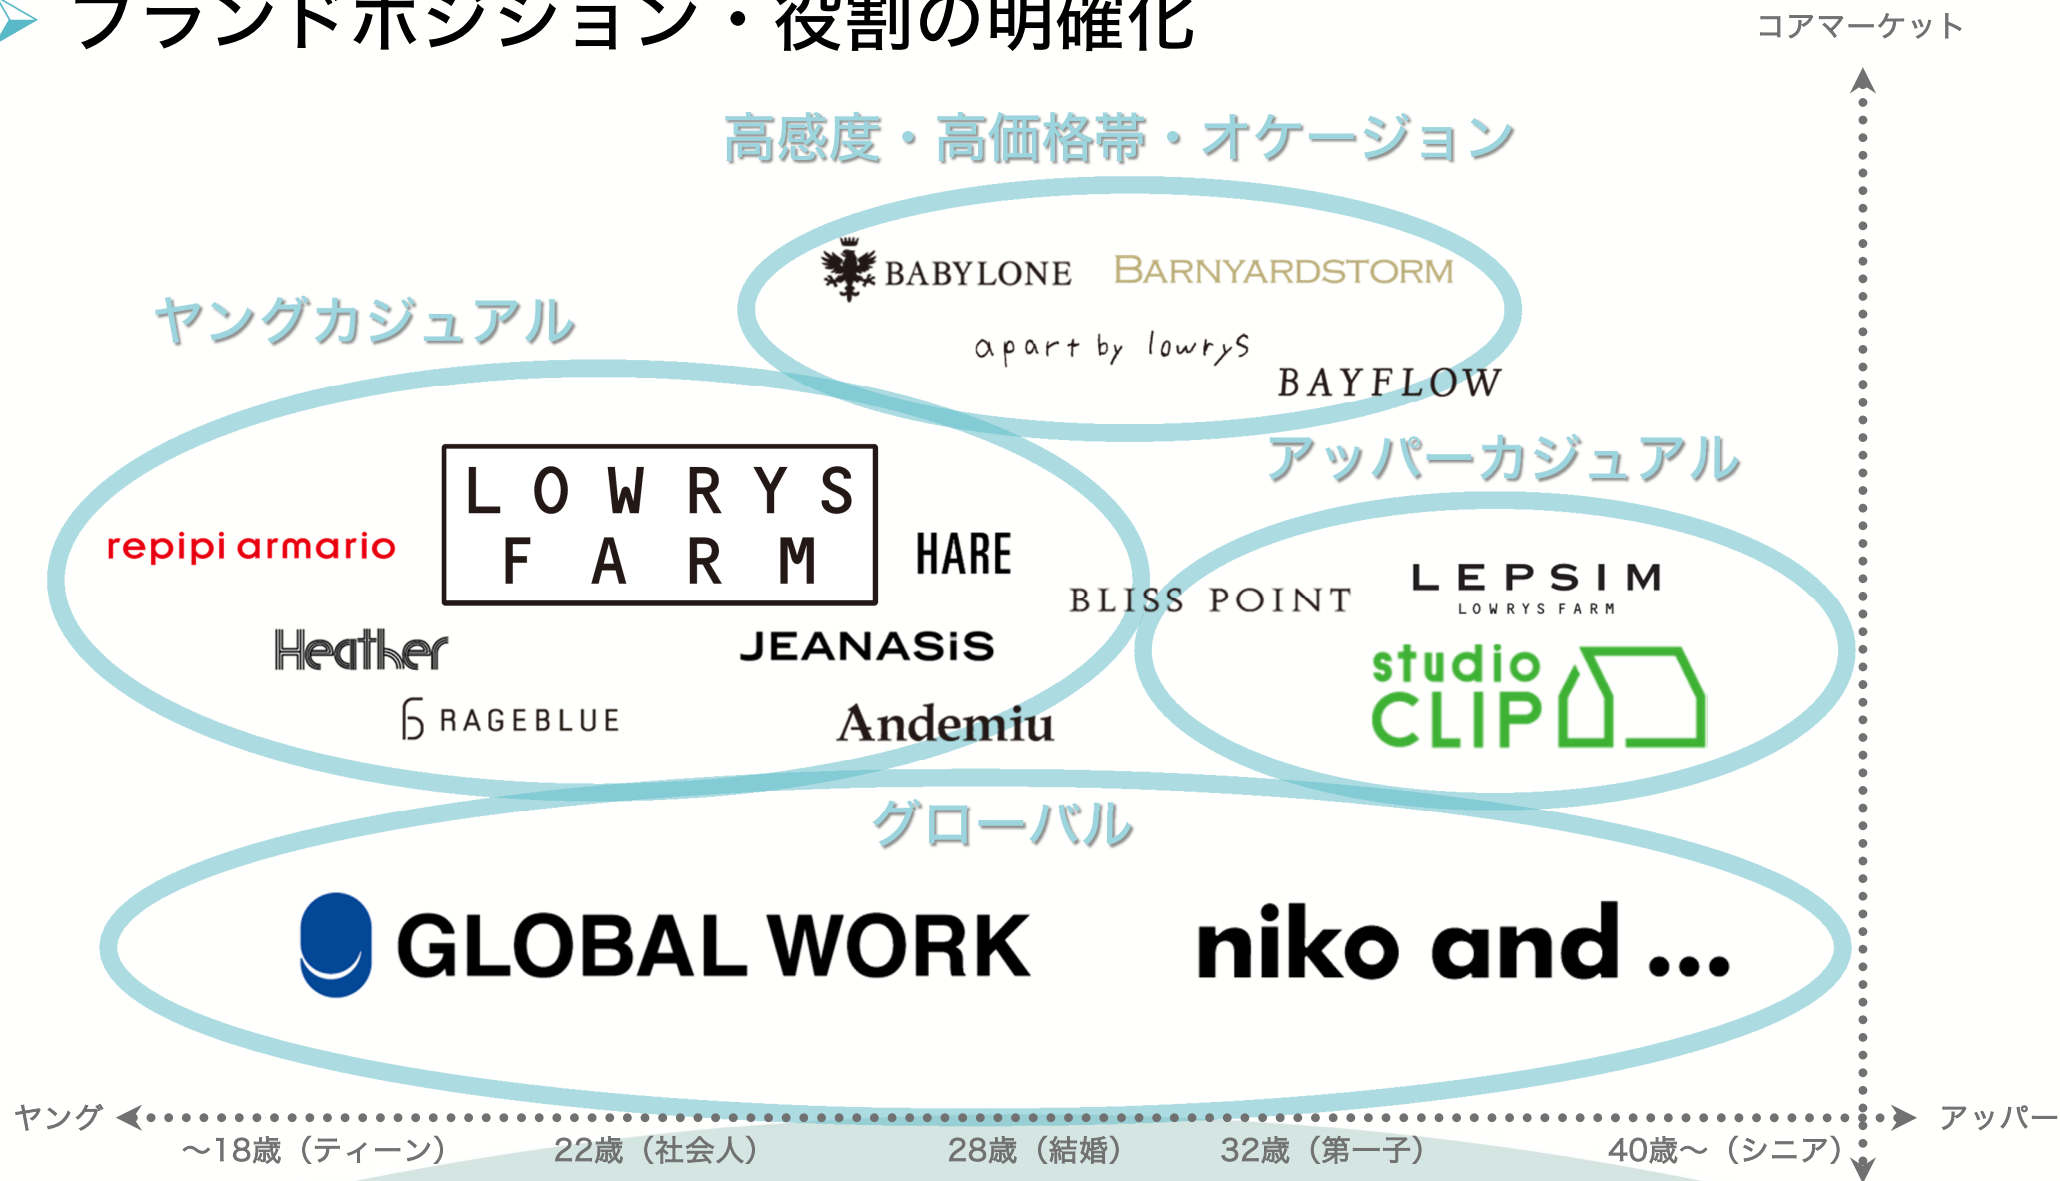 ブランドポジション・役割の明確化
コアマーケット
高感度・高価格帯・オケージョン
BABYLONE
BARNYARDSTORM
apart by lowrys
BAYFLOW
ヤングカジュアル
LOWRYS
FARM
repipi armario
HARE
Heather
JEANASiS
RAGEBLUE
Andemiu
アッパーカジュアル
BLISS POINT
LEPSIM
LOWRYS FARM
studio
CLIP
グローバル
GLOBAL WORK
niko and ...
ヤング
アッパー
～18歳（ティーン）
22歳（社会人）
28歳（結婚）
32歳（第一子）
40歳～（シニア）